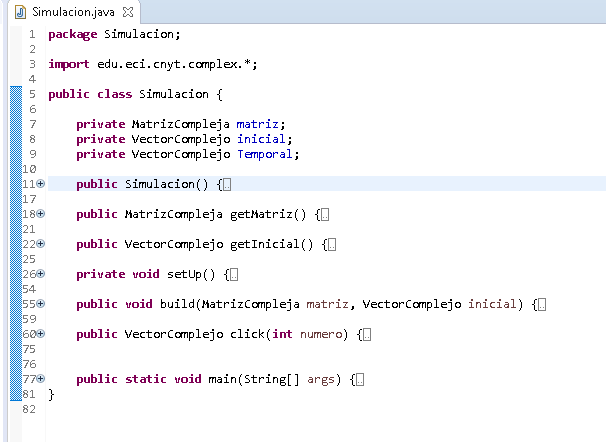 Simulacion.java
1 package Simulacion;
2
3 import edu.eci.cnyt.complex.*;
4
5 public class Simulacion {
6
7 private MatrizCompleja matriz;
8 private VectorComplejo inicial;
9 private VectorComplejo Temporal;
10
11 public Simulacion() {
17
18 public MatrizCompleja getMatriz() {
21
22 public VectorComplejo getInicial() {
25
26 private void setUp() {
54
55 public void build(MatrizCompleja matriz, VectorComplejo inicial) {
59
60 public VectorComplejo click(int numero) {
75
76
77 public static void main(String[] args) {
81 }
82